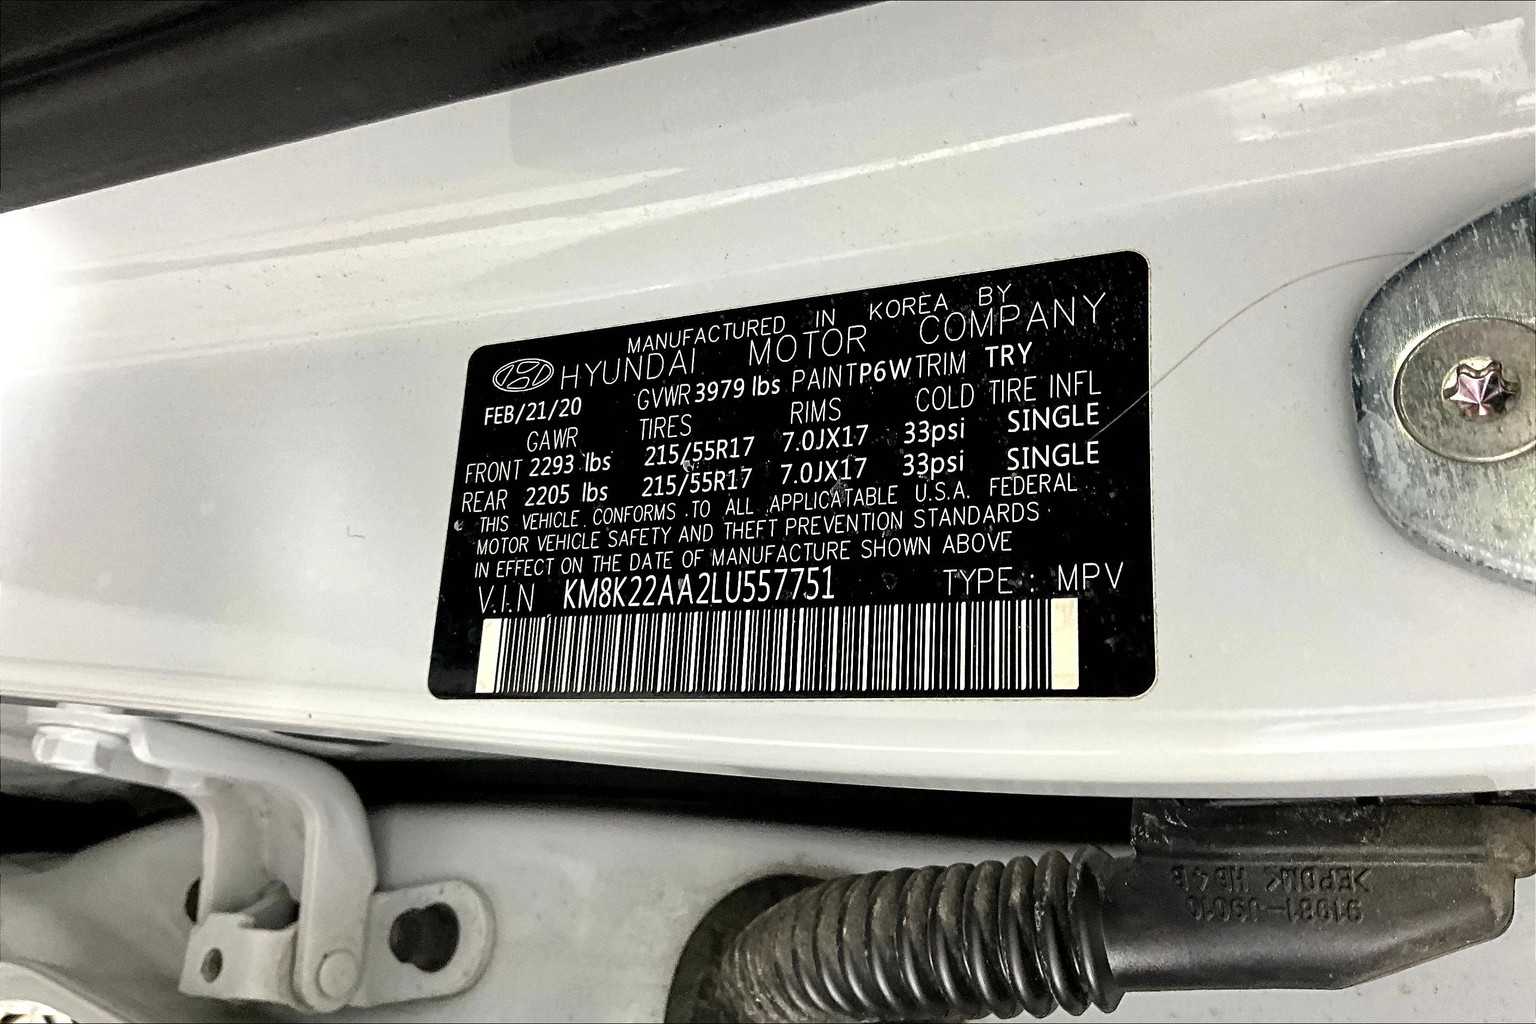 MANUFACTURED IN KOREA BY
HYUNDAI MOTOR COMPANY
FEB/21/20 GVWR 3979 lbs PAINT P6W TRIM TRY
GAWR TIRES RIMS COLD TIRE INFL
FRONT 2293 lbs 215/55R17 7.0JX17 33psi SINGLE
REAR 2205 lbs 215/55R17 7.0JX17 33psi SINGLE
THIS VEHICLE CONFORMS TO ALL APPLICATABLE U.S.A. FEDERAL
MOTOR VEHICLE SAFETY AND THEFT PREVENTION STANDARDS
IN EFFECT ON THE DATE OF MANUFACTURE SHOWN ABOVE
V.I.N KM8K22AA2LU557751 TYPE : MPV
>EPDM< HB4B